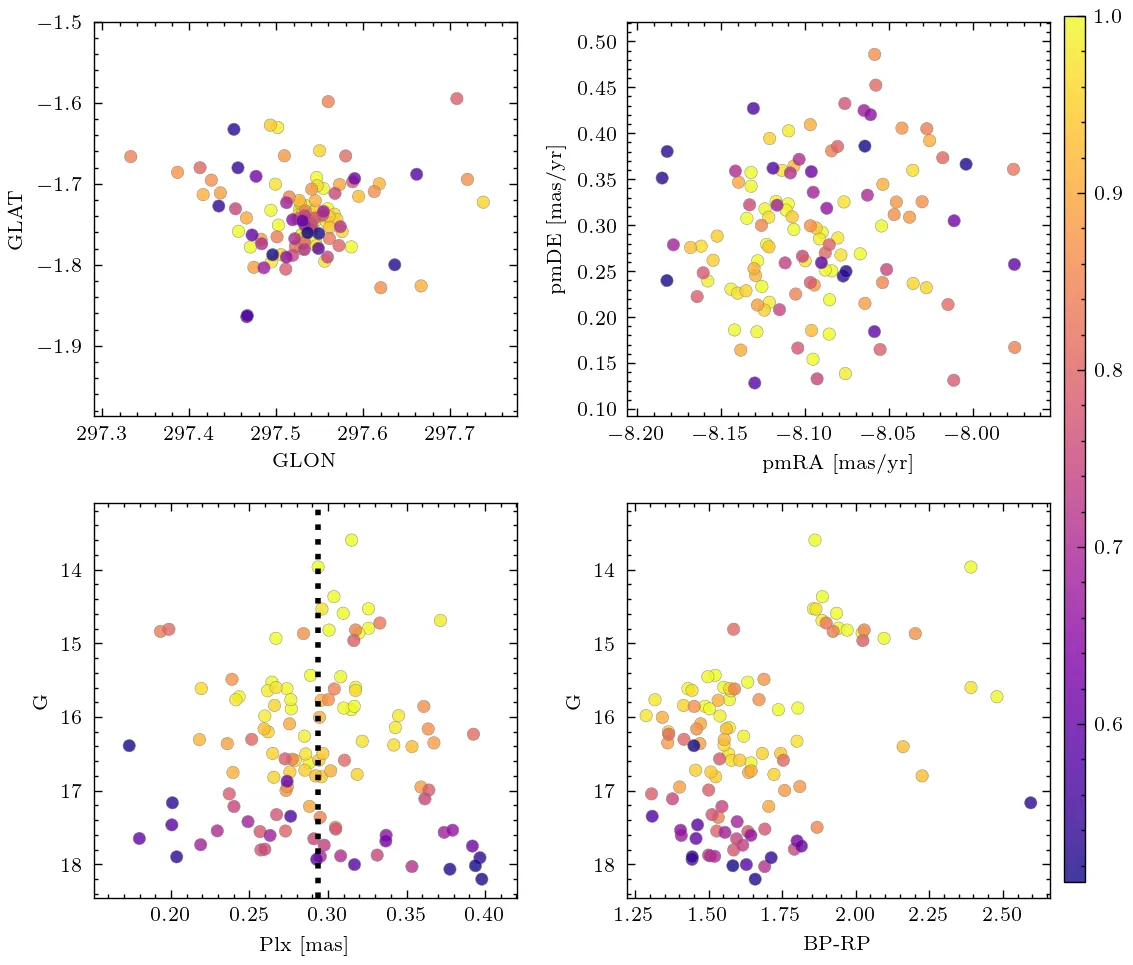 −1.5
−1.6
−1.7
−1.8
−1.9
GLAT
297.3 297.4 297.5 297.6 297.7
GLON
0.50
0.45
0.40
0.35
0.30
0.25
0.20
0.15
0.10
pmDE [mas/yr]
−8.20 −8.15 −8.10 −8.05 −8.00
pmRA [mas/yr]
1.0
0.9
0.8
0.7
0.6
14
15
16
17
18
G
0.20 0.25 0.30 0.35 0.40
Plx [mas]
14
15
16
17
18
G
1.25 1.50 1.75 2.00 2.25 2.50
BP-RP